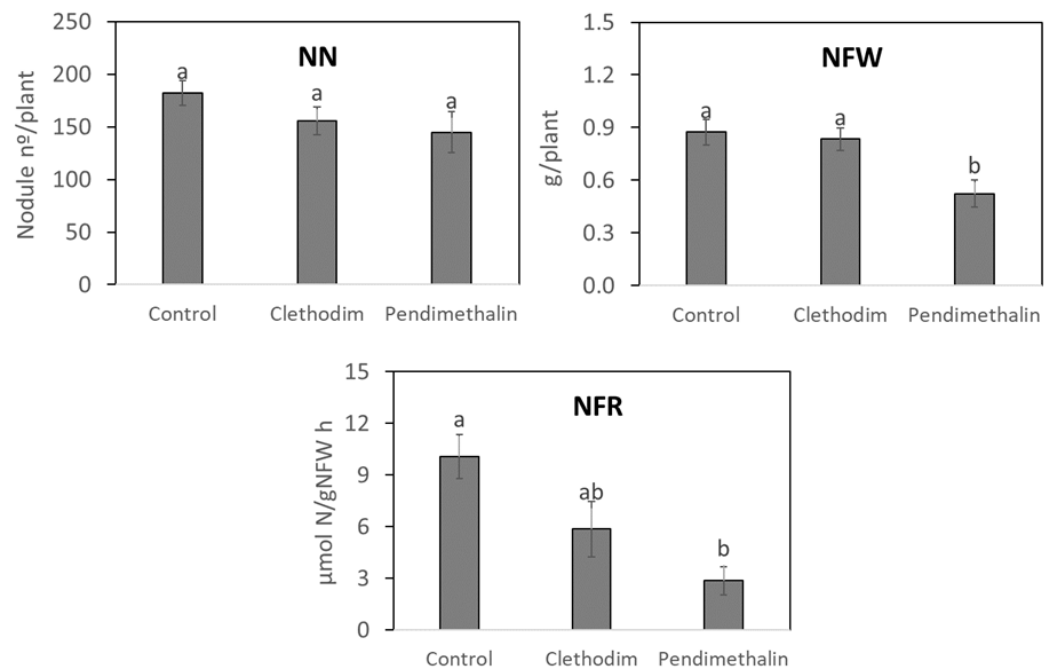 NN
Nodule nº/plant
250
200
150
100
50
0
a
a
a
Control
Clethodim
Pendimethalin
NFW
g/plant
1.5
1.2
0.9
0.6
0.3
0.0
a
a
b
Control
Clethodim
Pendimethalin
NFR
µmol N/gNFW h
15
12
9
6
3
0
a
ab
b
Control
Clethodim
Pendimethalin